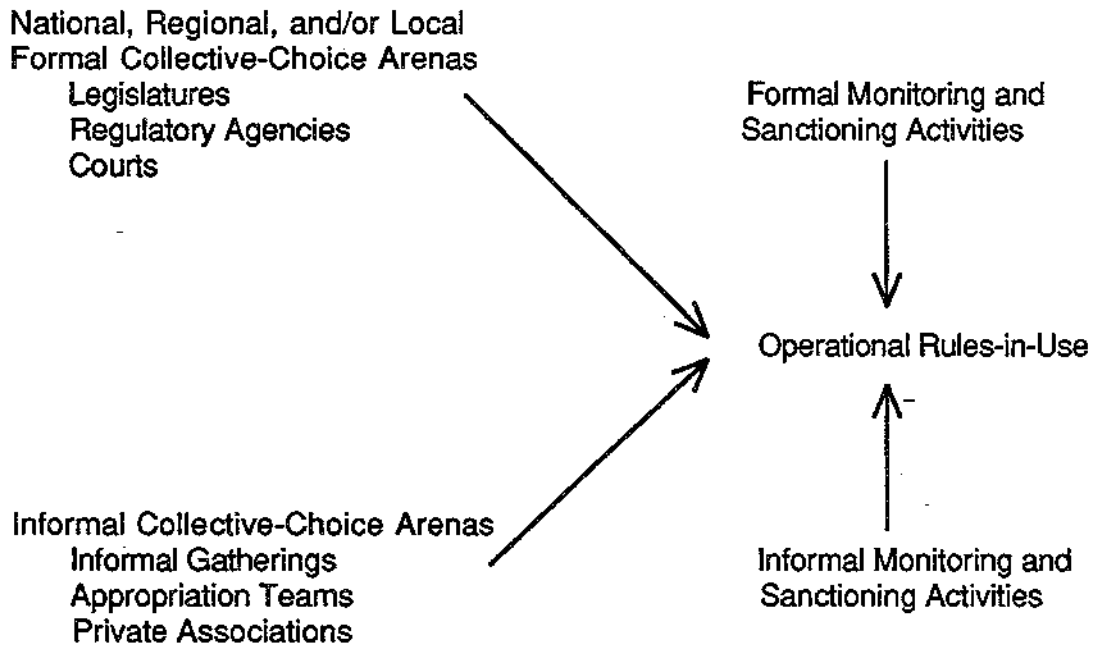 National, Regional, and/or Local
Formal Collective-Choice Arenas
Legislatures
Regulatory Agencies
Courts
Formal Monitoring and
Sanctioning Activities
Operational Rules-in-Use
Informal Collective-Choice Arenas
Informal Gatherings
Appropriation Teams
Private Associations
Informal Monitoring and
Sanctioning Activities